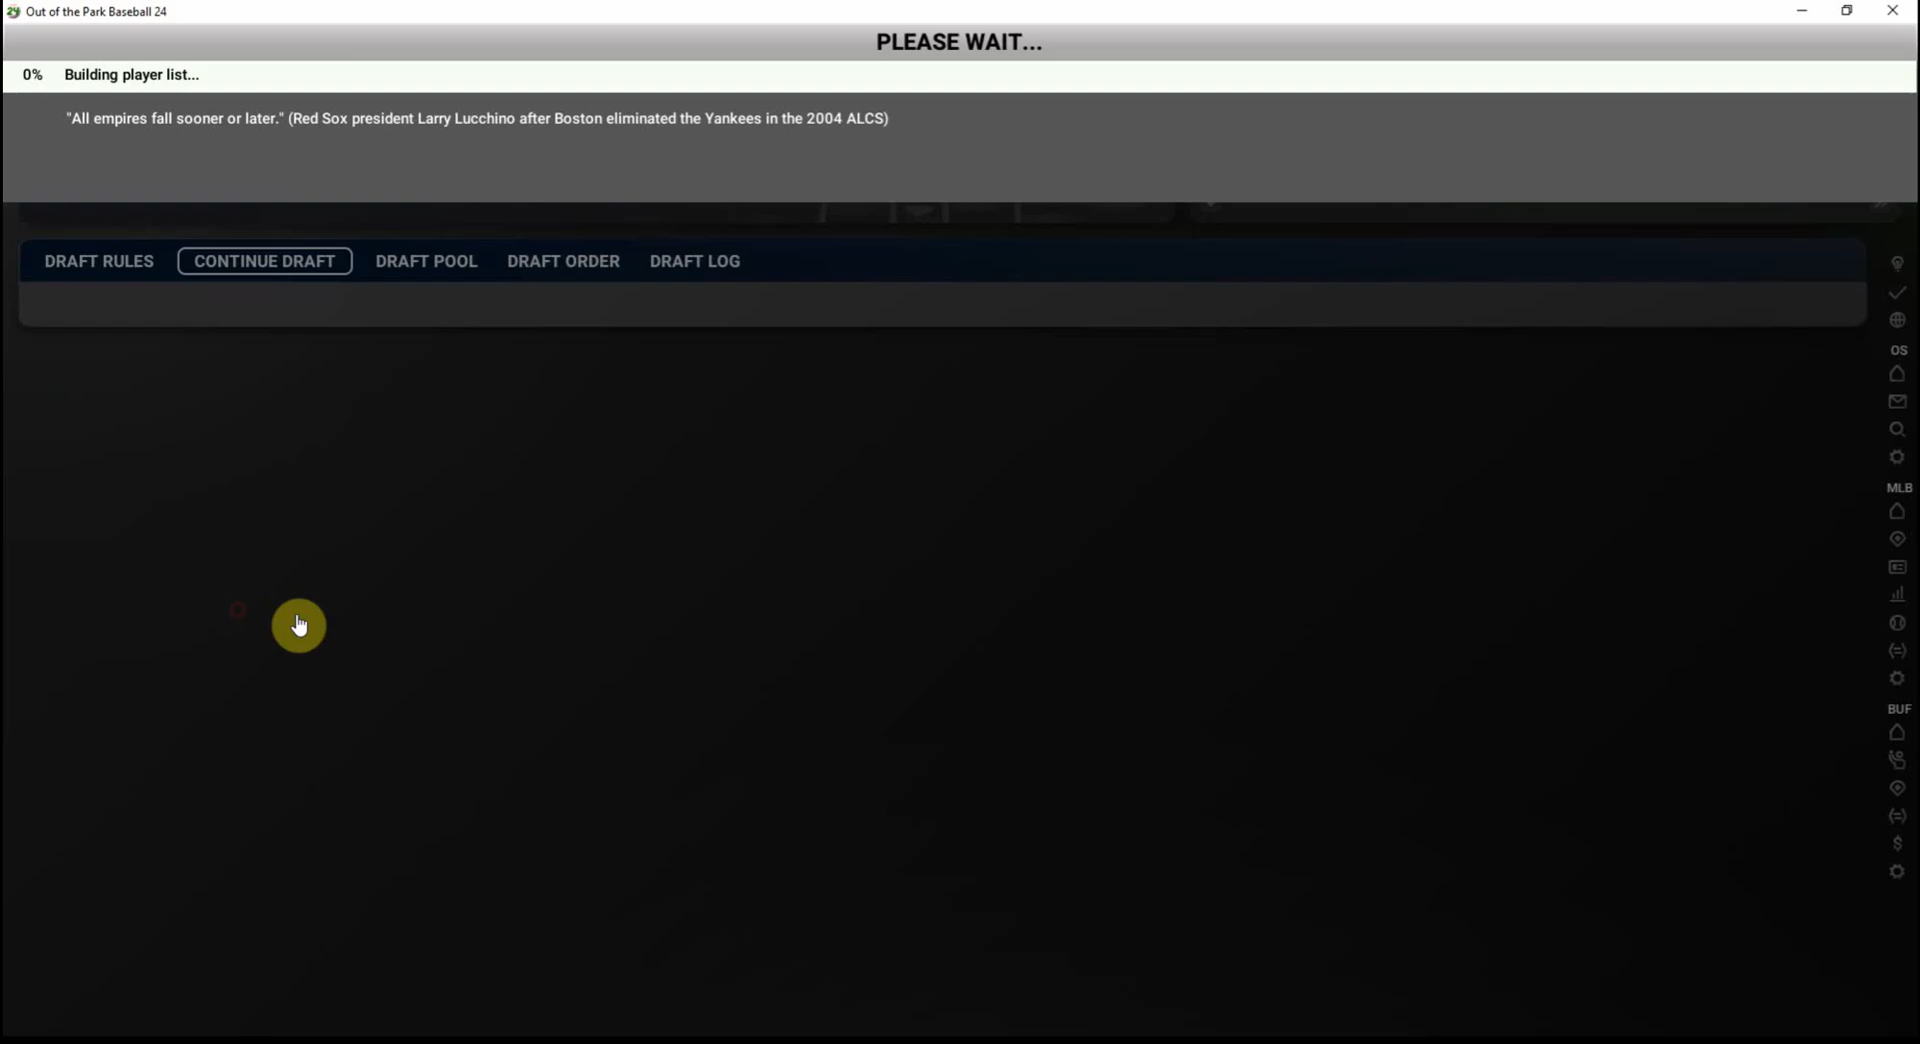 24 Out of the Park Baseball 24
PLEASE WAIT...
0% Building player list...
"All empires fall sooner or later." (Red Sox president Larry Lucchino after Boston eliminated the Yankees in the 2004 ALCS)
DRAFT RULES CONTINUE DRAFT DRAFT POOL DRAFT ORDER DRAFT LOG
OS
MLB
BUF